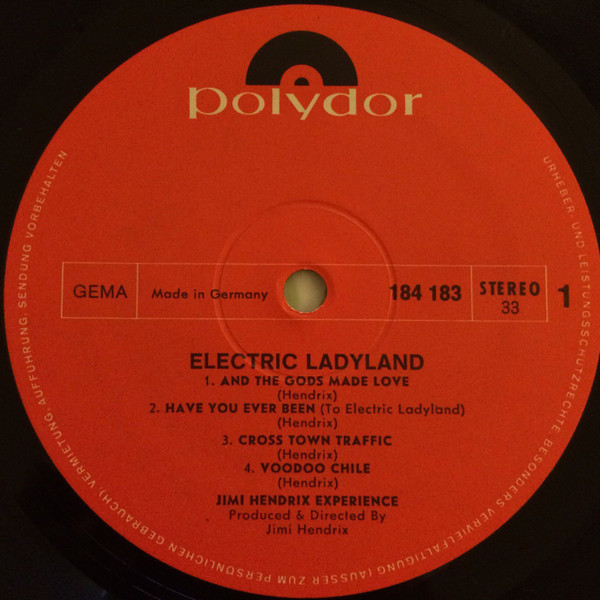 polydor
GEMA
Made in Germany
184 183
STEREO
33
1
ELECTRIC LADYLAND
1. AND THE GODS MADE LOVE
(Hendrix)
2. HAVE YOU EVER BEEN (To Electric Ladyland)
(Hendrix)
3. CROSS TOWN TRAFFIC
(Hendrix)
4. VOODOO CHILE
(Hendrix)
JIMI HENDRIX EXPERIENCE
Produced & Directed By
Jimi Hendrix
URHEBER- UND LEISTUNGSSCHUTZRECHTE, BESONDERS VERVIELFÄLTIGUNG (AUSSER ZUM PERSÖNLICHEN GEBRAUCH), VERMIETUNG, AUFFÜHRUNG, SENDUNG VORBEHALTEN